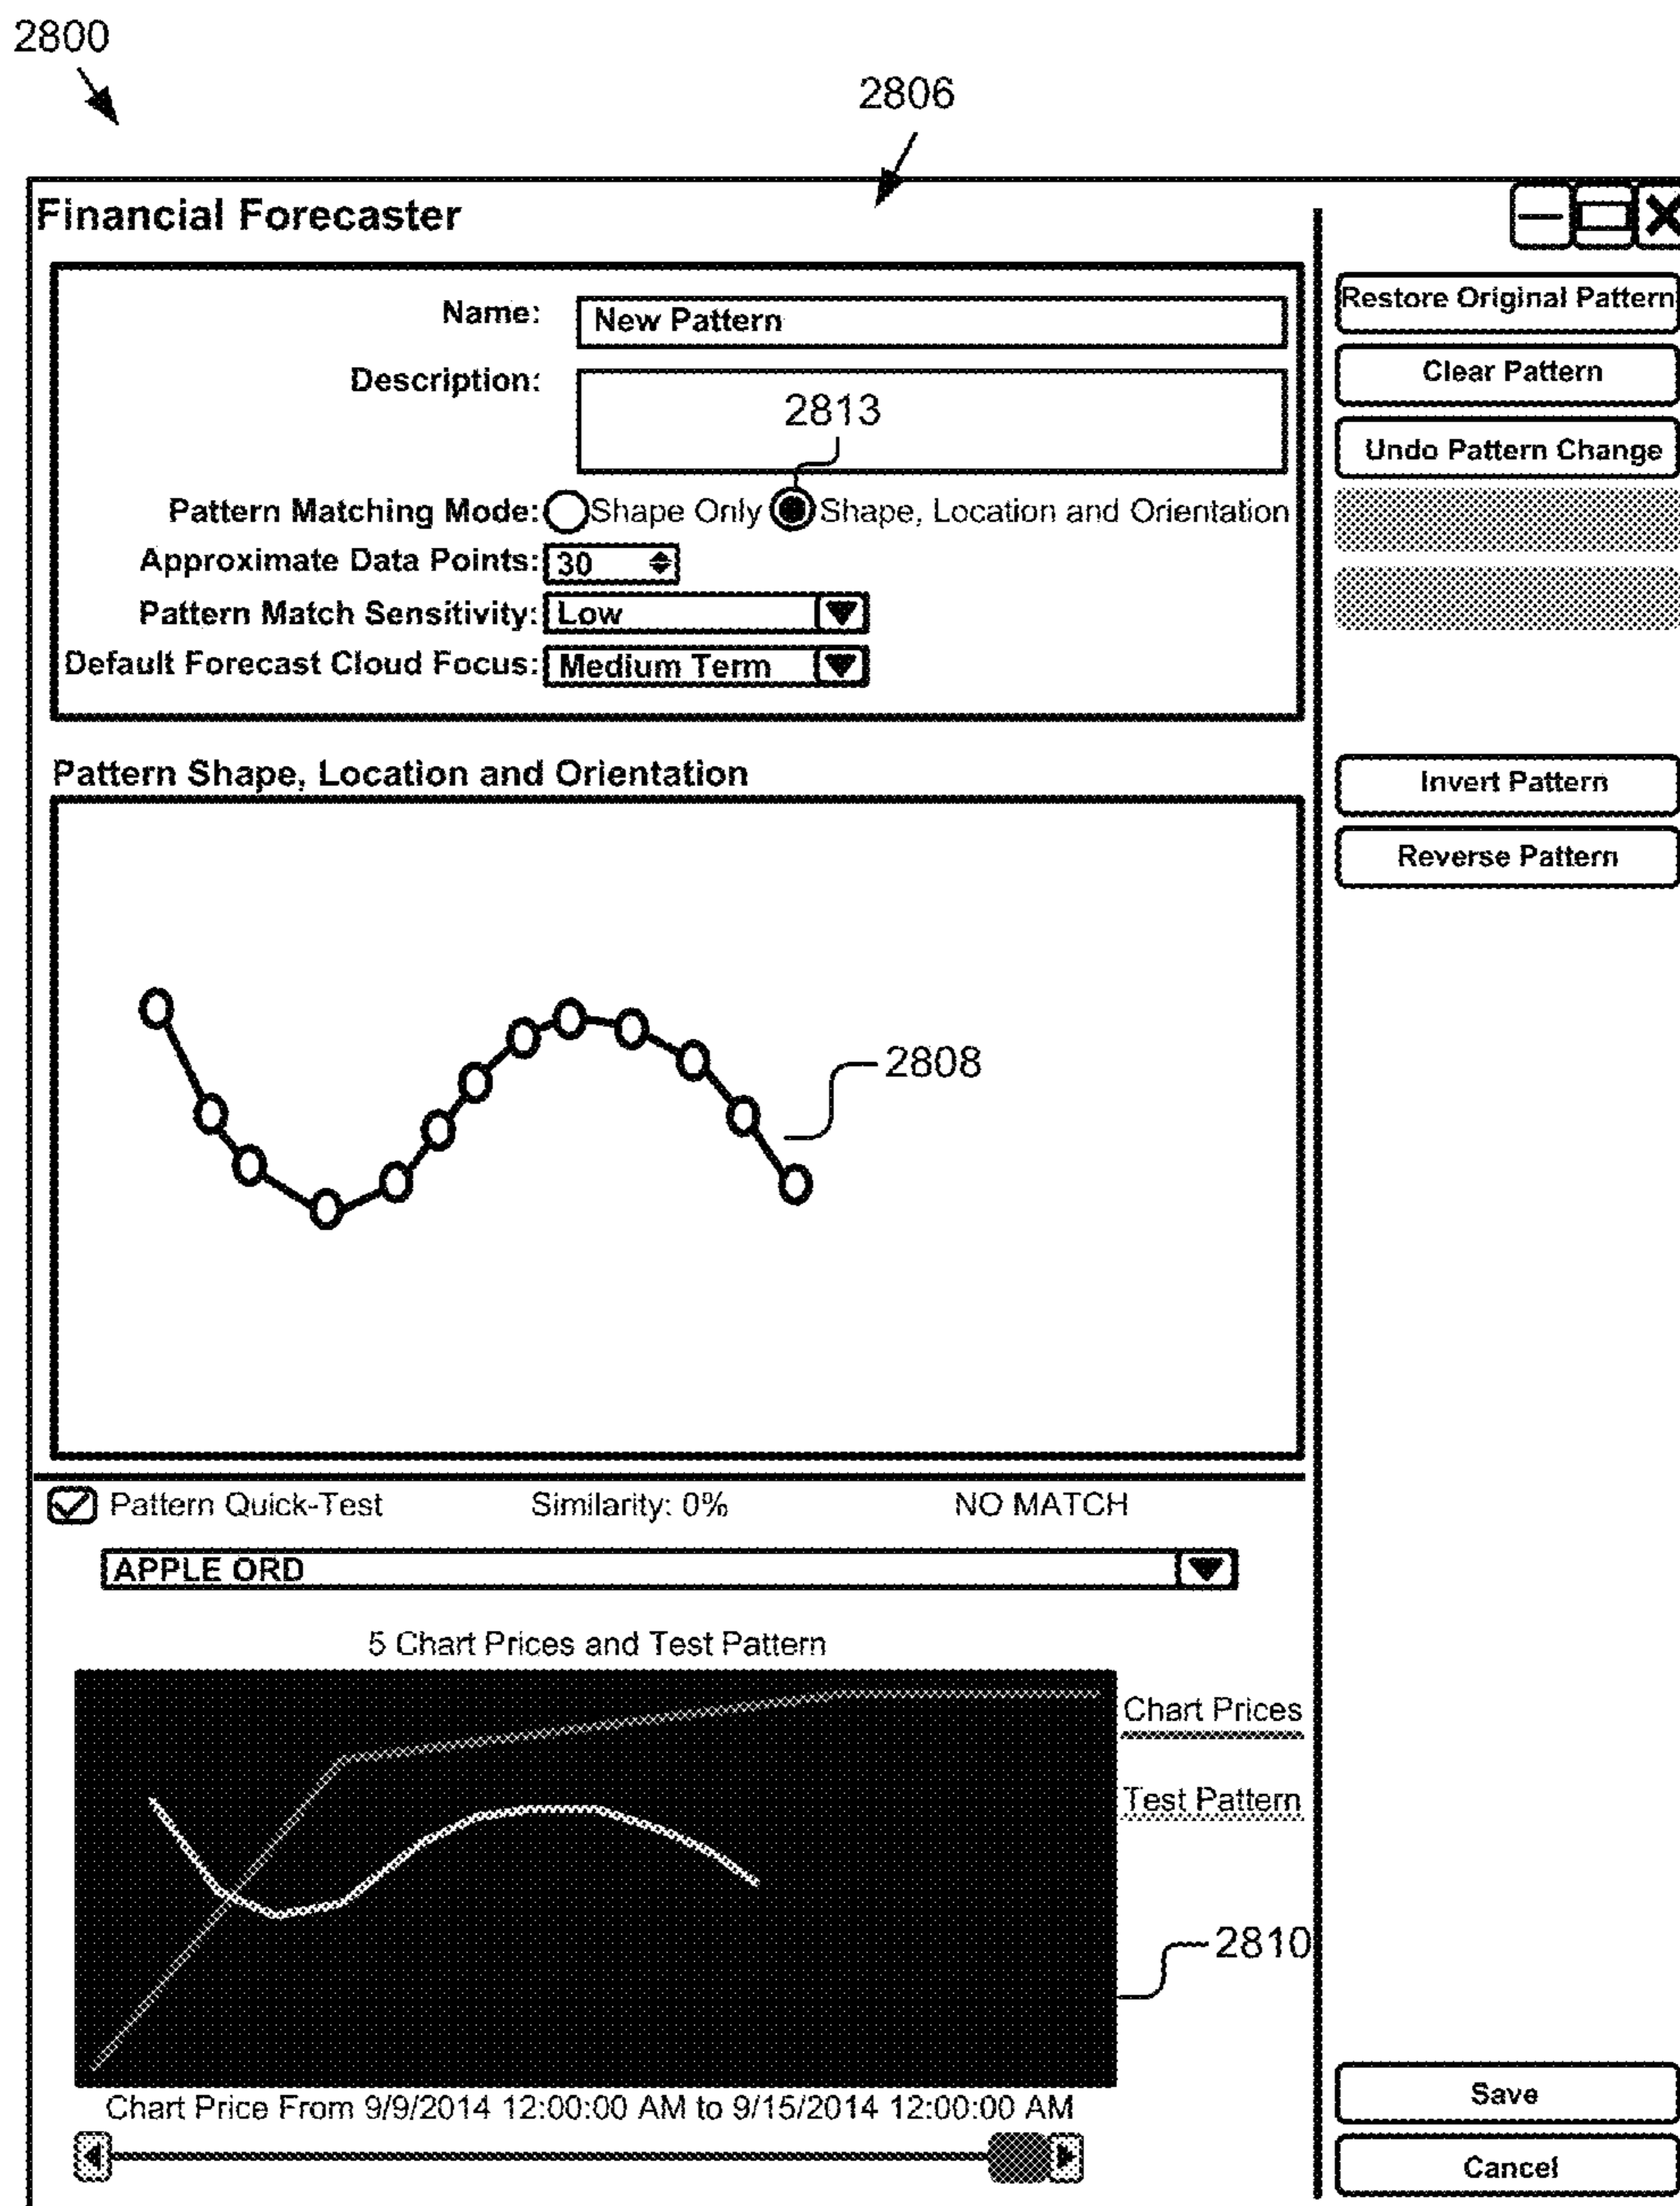 2800
2806
Financial Forecaster
Name: New Pattern
Description:
2813
Pattern Matching Mode: Shape Only Shape, Location and Orientation
Approximate Data Points: 30
Pattern Match Sensitivity: Low
Default Forecast Cloud Focus: Medium Term
Restore Original Pattern
Clear Pattern
Undo Pattern Change
Pattern Shape, Location and Orientation
Invert Pattern
Reverse Pattern
2808
Pattern Quick-Test Similarity: 0% NO MATCH
APPLE ORD
5 Chart Prices and Test Pattern
Chart Prices
Test Pattern
2810
Chart Price From 9/9/2014 12:00:00 AM to 9/15/2014 12:00:00 AM
Save
Cancel